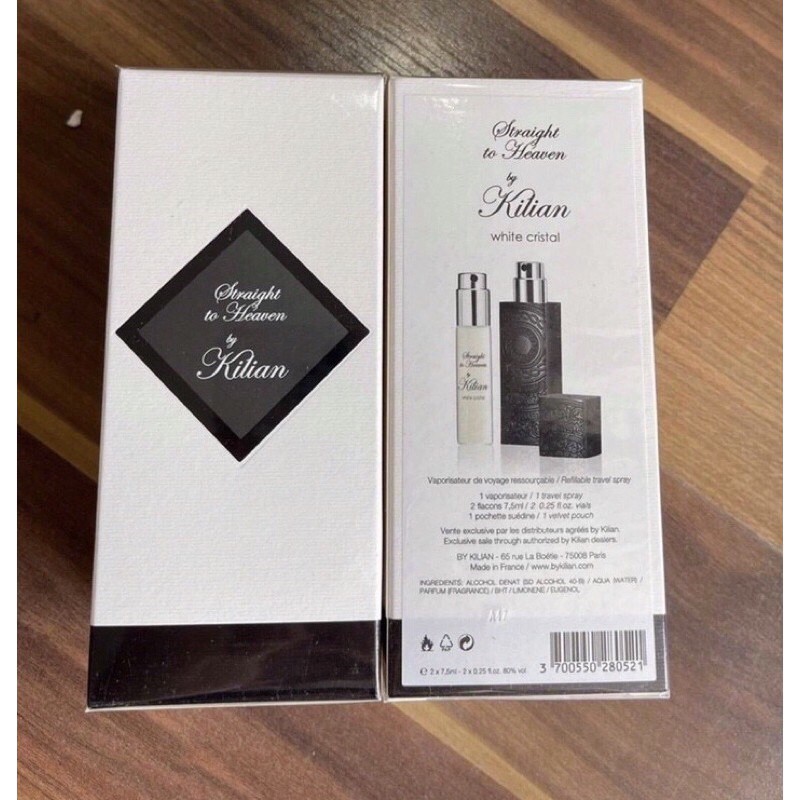 Straight
to Heaven
by
Kilian
Straight
to Heaven
by
Kilian
white cristal
Straight
to Heaven
by
Kilian
white cristal
Vaporisateur de voyage ressourçable / Refillable travel spray
1 vaporisateur / 1 travel spray
2 flacons 7,5ml / 2 0.25 fl.oz. vials
1 pochette suédine / 1 velvet pouch
Vente exclusive par les distributeurs agréés by Kilian.
Exclusive sale through authorized by Kilian dealers.
BY KILIAN - 65 rue La Boétie - 75008 Paris
Made in France / www.bykilian.com
INGREDIENTS: ALCOHOL DENAT (SD ALCOHOL 40-B) / AQUA (WATER) /
PARFUM (FRAGRANCE) / BHT / LIMONENE / EUGENOL
A17
℮ 2 x 7,5ml - 2 x 0.25 fl.oz. 80% vol
3 700550 280521